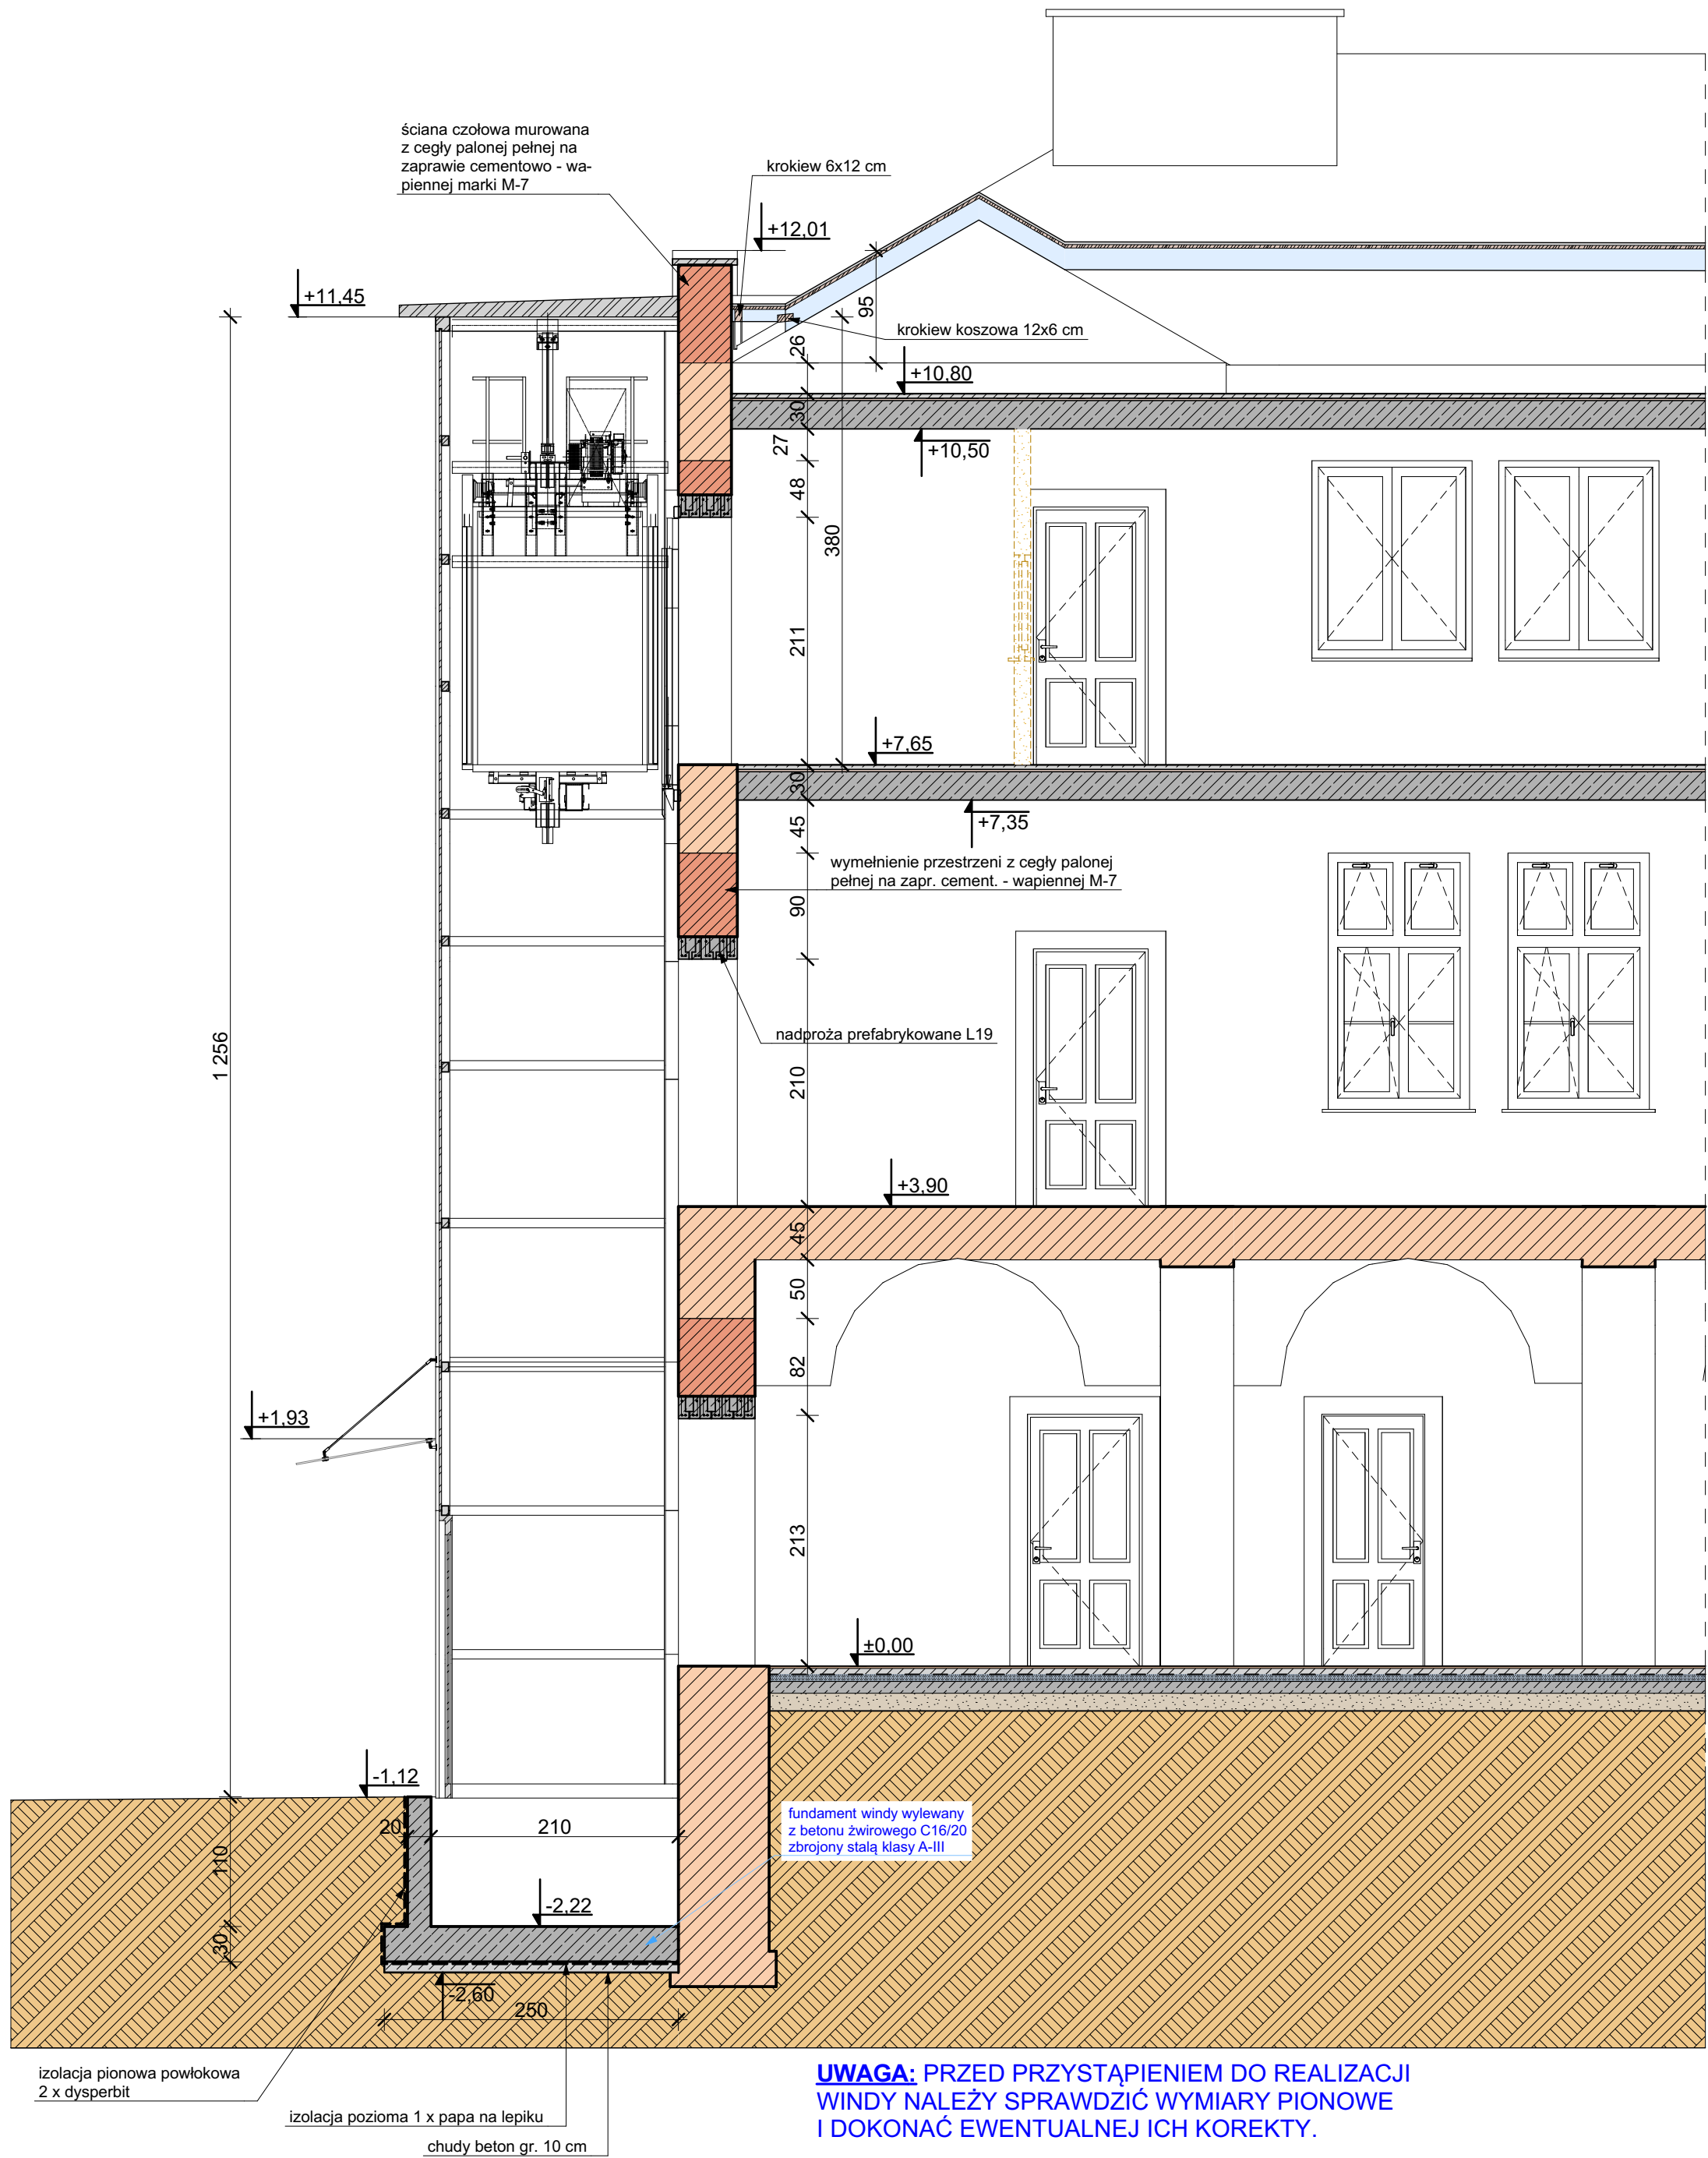 ściana czołowa murowana
z cegły palonej pełnej na
zaprawie cementowo - wa-
piennej marki M-7
krokiew 6x12 cm
+12,01
+11,45
95
krokiew koszowa 12x6 cm
26
+10,80
30
27
+10,50
48
380
211
+7,65
30
+7,35
45
wymełnienie przestrzeni z cegły palonej
pełnej na zapr. cement. - wapiennej M-7
90
nadproża prefabrykowane L19
1 256
210
+3,90
45
50
82
+1,93
213
±0,00
-1,12
20
210
110
fundament windy wylewany
z betonu żwirowego C16/20
zbrojony stalą klasy A-III
-2,22
30
-2,60
250
izolacja pionowa powłokowa
2 x dysperbit
izolacja pozioma 1 x papa na lepiku
chudy beton gr. 10 cm
UWAGA: PRZED PRZYSTĄPIENIEM DO REALIZACJI
WINDY NALEŻY SPRAWDZIĆ WYMIARY PIONOWE
I DOKONAĆ EWENTUALNEJ ICH KOREKTY.